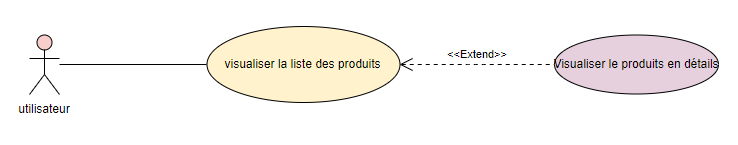 <<Extend>>
visualiser la liste des produits
Visualiser le produits en détails
utilisateur